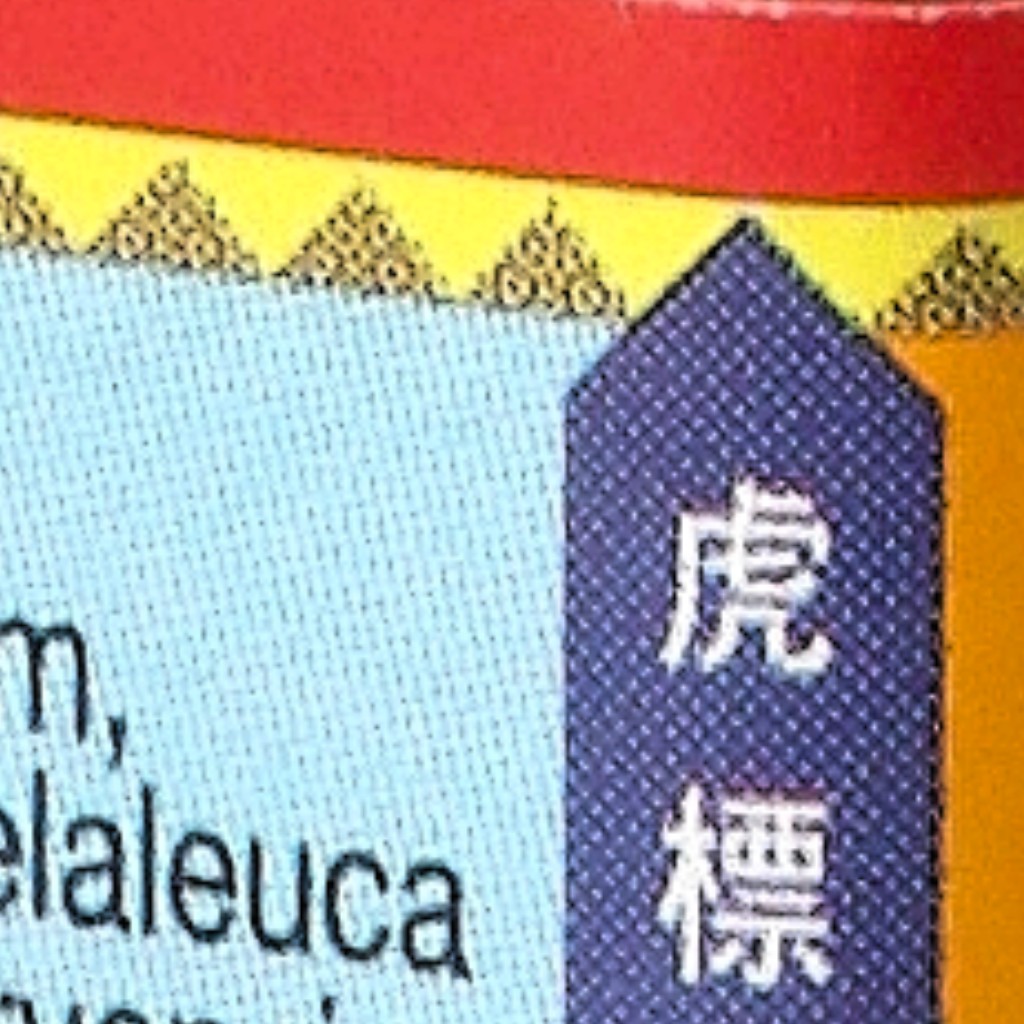 m,
elaleuca
虎
標